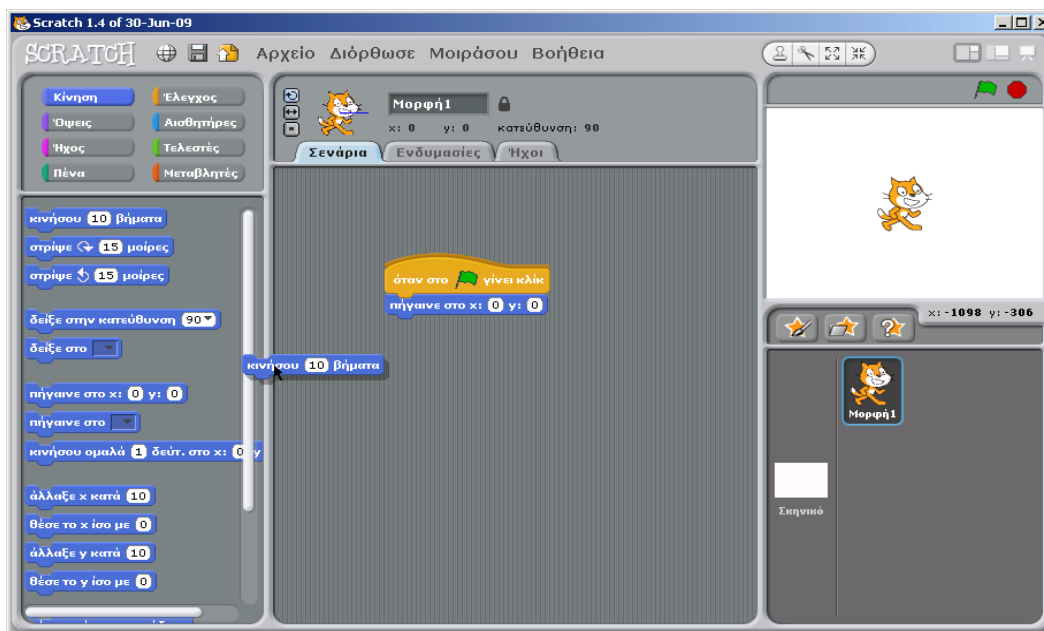 Scratch 1.4 of 30-Jun-09
SCRATCH Αρχείο Διόρθωσε Μοιράσου Βοήθεια
Κίνηση Έλεγχος
Όψεις Αισθητήρες
Ήχος Τελεστές
Πένα Μεταβλητές
Μορφή1
x: 0 y: 0 κατεύθυνση: 90
Σενάρια Ενδυμασίες Ήχοι
κινήσου 10 βήματα
στρίψε 15 μοίρες
στρίψε 15 μοίρες
δείξε στην κατεύθυνση 90
δείξε στο
πήγαινε στο x: 0 y: 0
πήγαινε στο
κινήσου ομαλά 1 δεύτ. στο x: 0 y
άλλαξε x κατά 10
θέσε το x ίσο με 0
άλλαξε y κατά 10
θέσε το y ίσο με 0
όταν στο γίνει κλίκ
πήγαινε στο x: 0 y: 0
κινήσου 10 βήματα
x: -1098 y: -306
Μορφή1
Σκηνικό